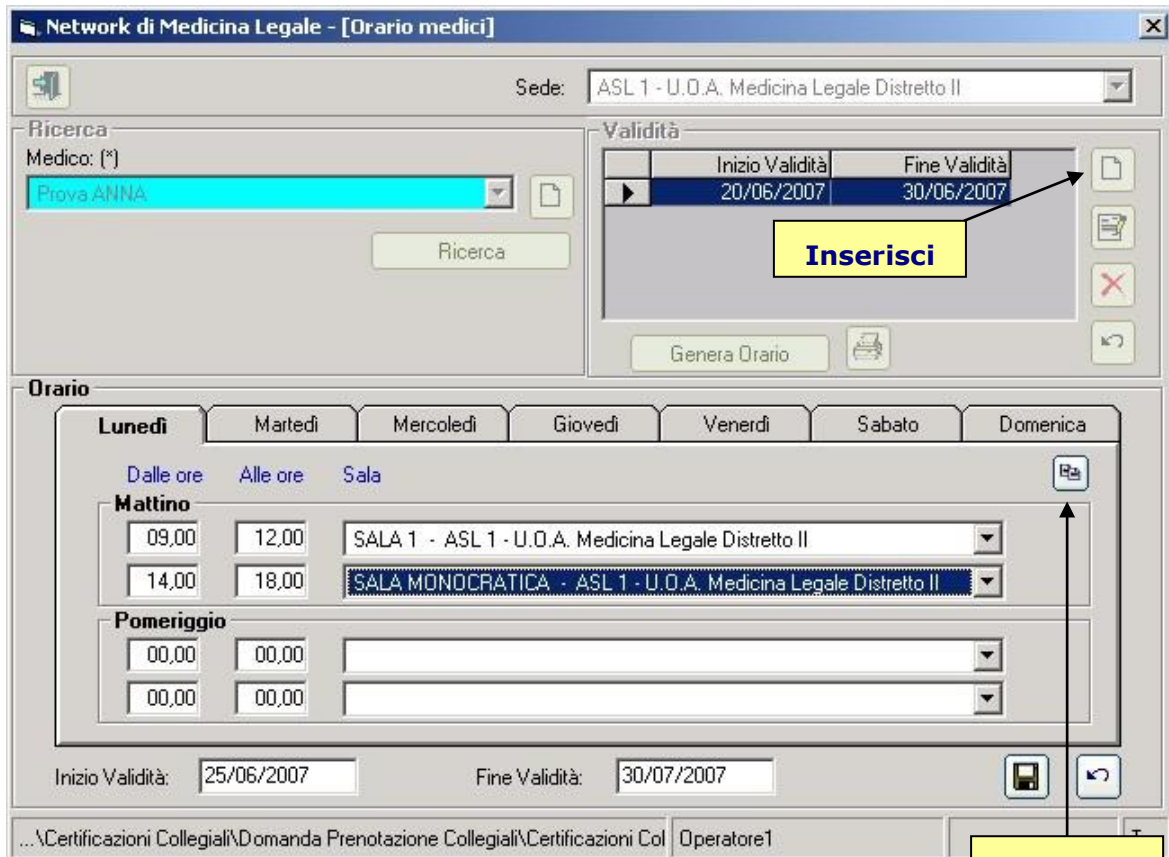 Network di Medicina Legale - [Orario medici]
Sede: ASL 1 - U.O.A. Medicina Legale Distretto II
Ricerca
Medico: (*)
Prova ANNA
Ricerca
Validità
Inizio Validità Fine Validità
20/06/2007 30/06/2007
Inserisci
Genera Orario
Orario
Lunedì Martedì Mercoledì Giovedì Venerdì Sabato Domenica
Dalle ore Alle ore Sala
Mattino
09,00 12,00 SALA 1 - ASL 1 - U.O.A. Medicina Legale Distretto II
14,00 18,00 SALA MONOCRATICA - ASL 1 - U.O.A. Medicina Legale Distretto II
Pomeriggio
00,00 00,00
00,00 00,00
Inizio Validità: 25/06/2007 Fine Validità: 30/07/2007
...\Certificazioni Collegiali\Domanda Prenotazione Collegiali\Certificazioni Col Operatore1